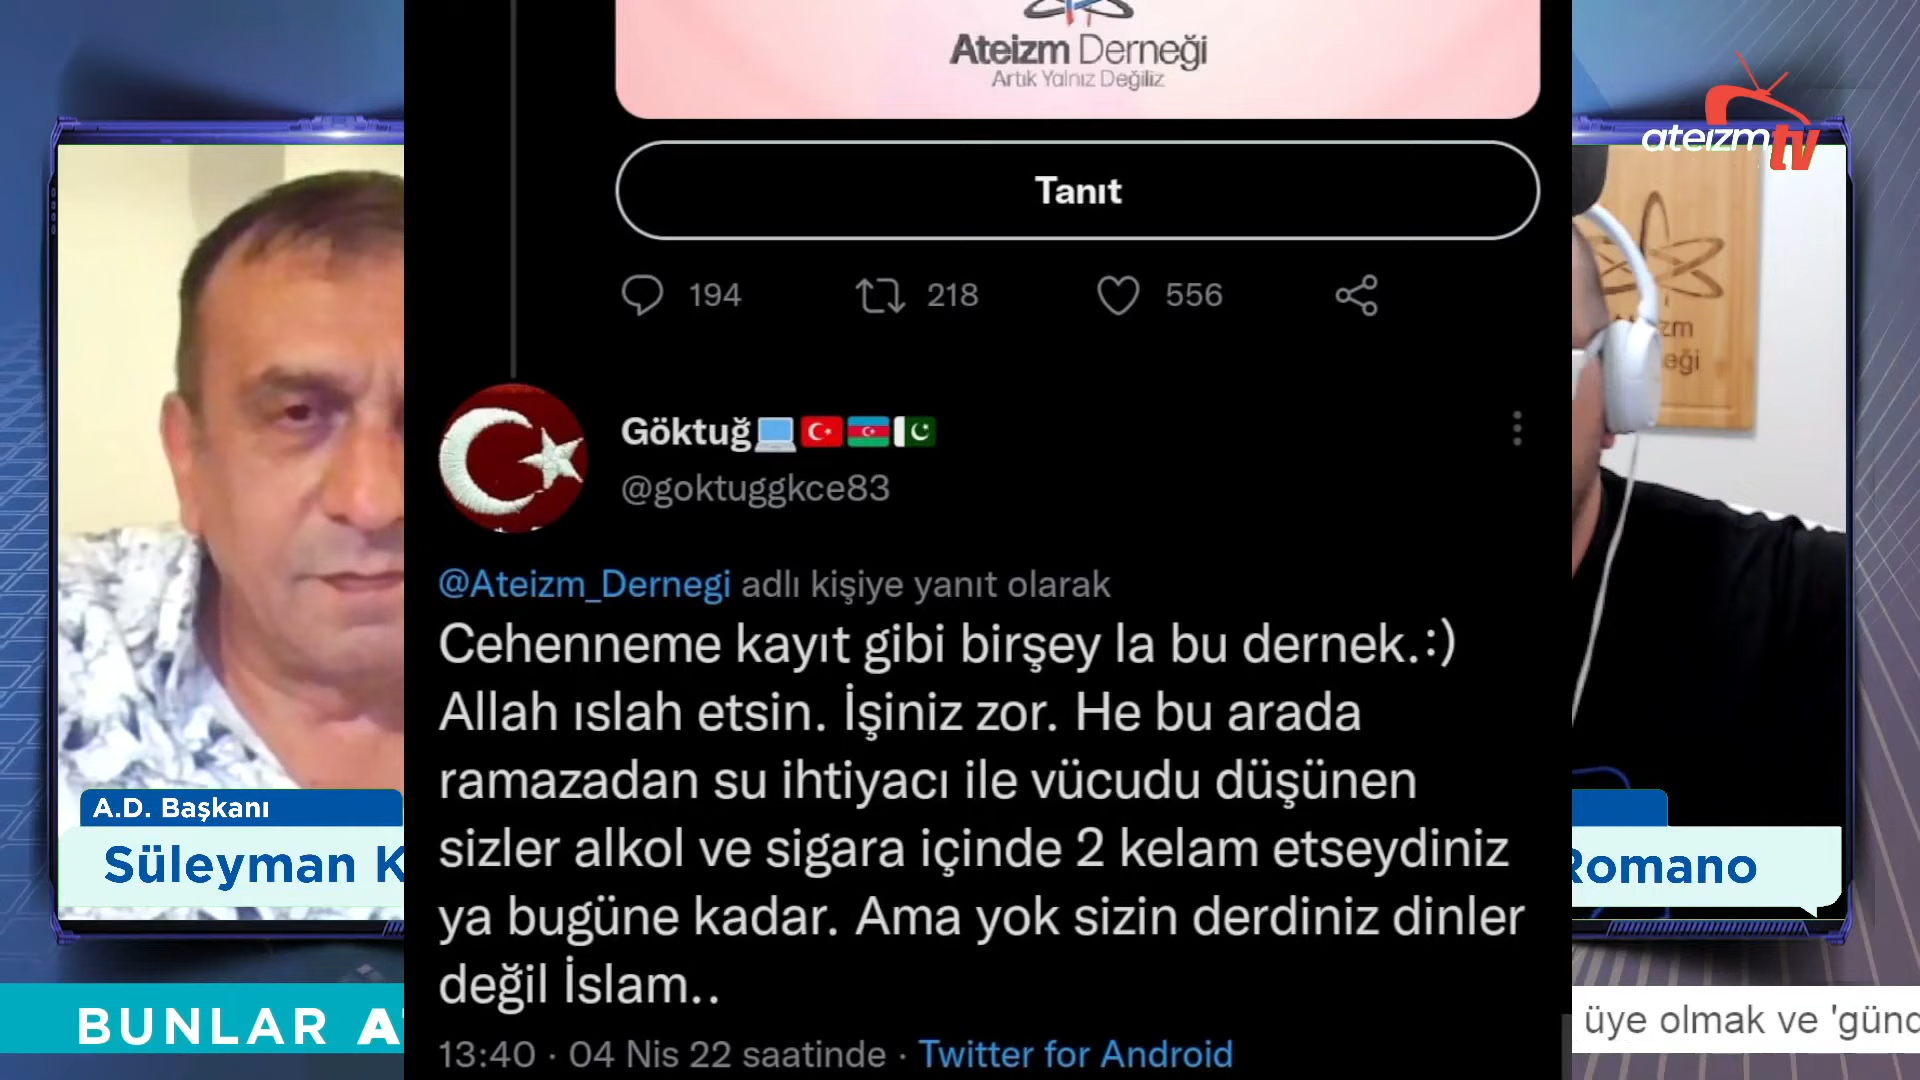 Ateizm Derneği
Artık Yalnız Değiliz
ateizm tv
Tanıt
194 218 556
Göktuğ
@goktuggkce83
@Ateizm_Dernegi adlı kişiye yanıt olarak
Cehenneme kayıt gibi birşey la bu dernek.:)
Allah ıslah etsin. İşiniz zor. He bu arada
ramazadan su ihtiyacı ile vücudu düşünen
sizler alkol ve sigara içinde 2 kelam etseydiniz
ya bugüne kadar. Ama yok sizin derdiniz dinler
değil İslam..
13:40 · 04 Nis 22 saatinde · Twitter for Android
A.D. Başkanı
Süleyman K
Romano
BUNLAR
üye olmak ve 'günd